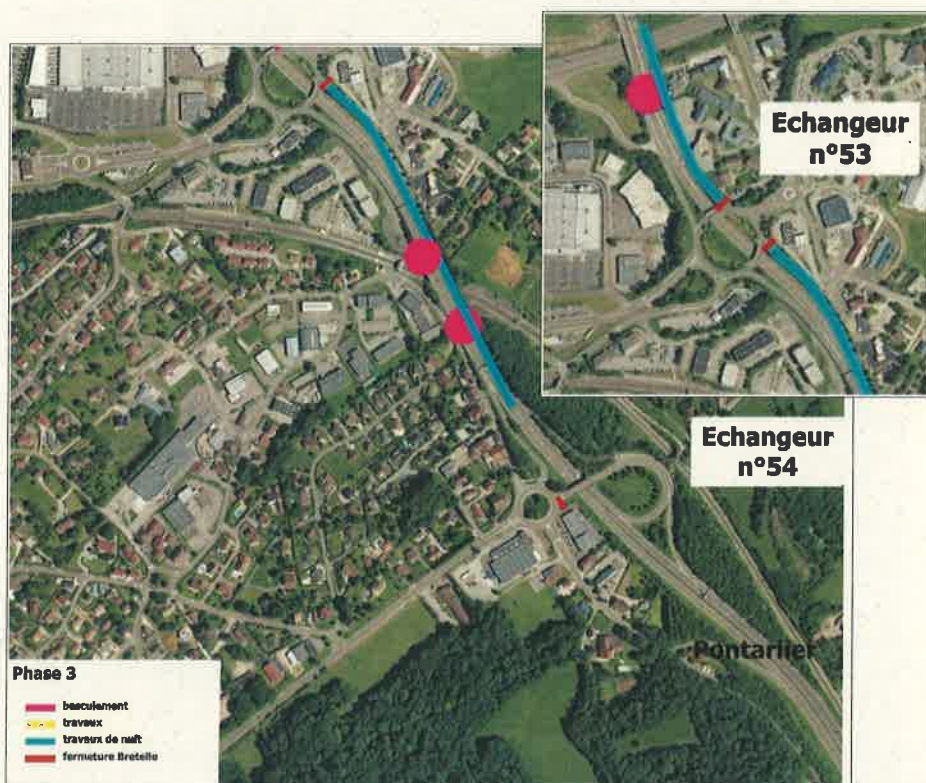 Echangeur
n°53
Echangeur
n°54
Pontarlier
Phase 3
basculement
travaux
travaux de nuit
fermeture Bretelle